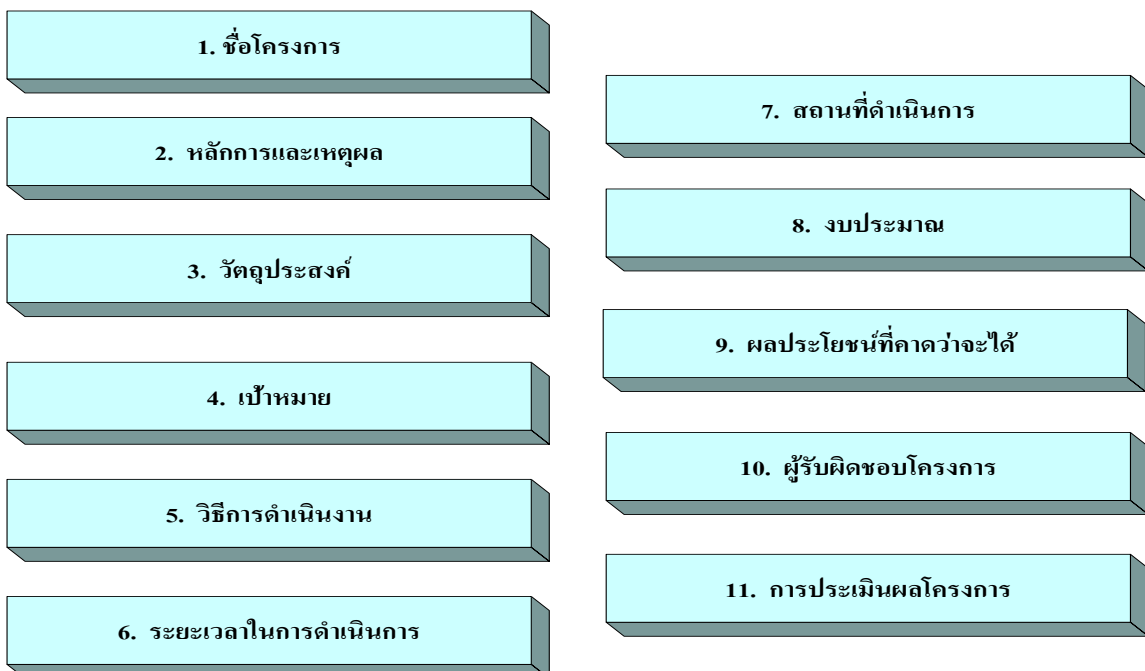 1. ชื่อโครงการ
2. หลักการและเหตุผล
3. วัตถุประสงค์
4. เป้าหมาย
5. วิธีการดำเนินงาน
6. ระยะเวลาในการดำเนินการ
7. สถานที่ดำเนินการ
8. งบประมาณ
9. ผลประโยชน์ที่คาดว่าจะได้
10. ผู้รับผิดชอบโครงการ
11. การประเมินผลโครงการ